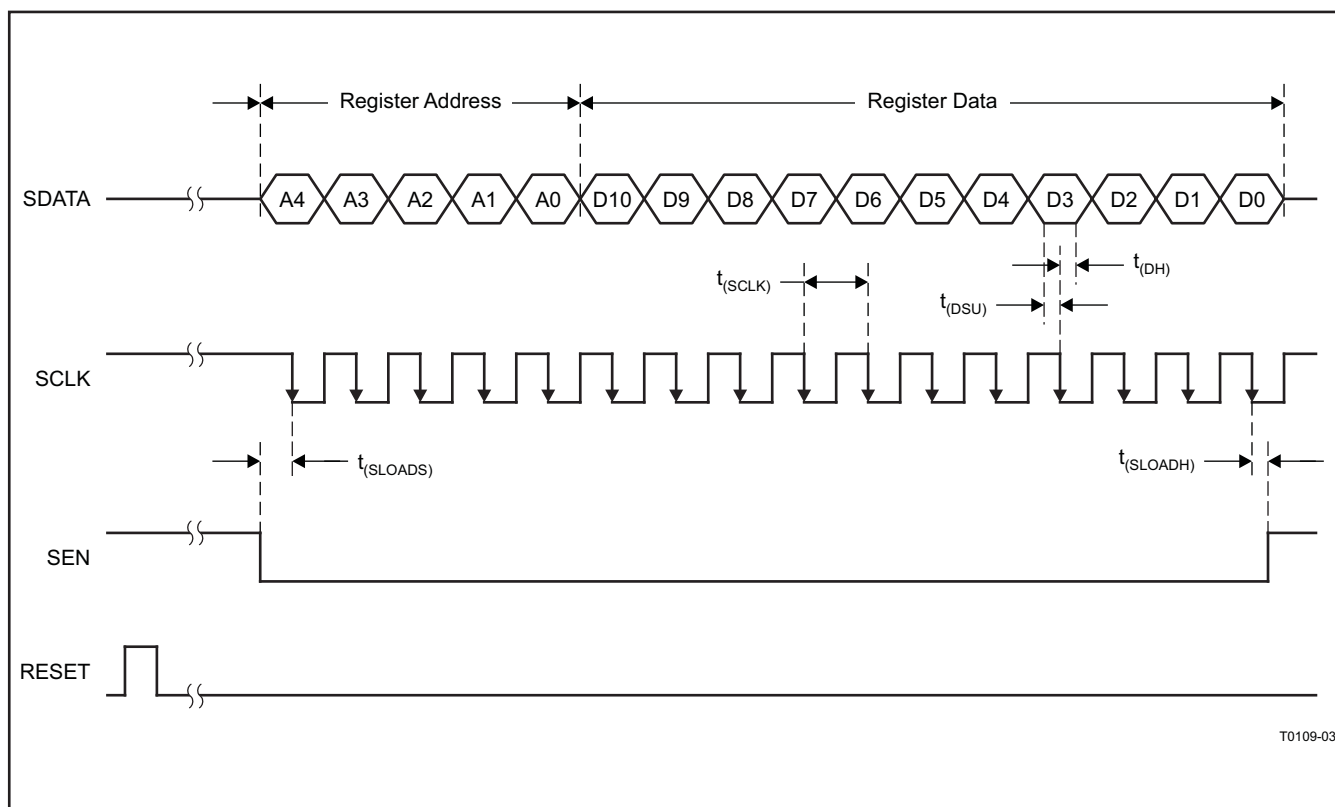 Register Address Register Data
SDATA A4 A3 A2 A1 A0 D10 D9 D8 D7 D6 D5 D4 D3 D2 D1 D0
t(DH)
t(SCLK)
t(DSU)
SCLK
t(SLOADS) t(SLOADH)
SEN
RESET
T0109-03